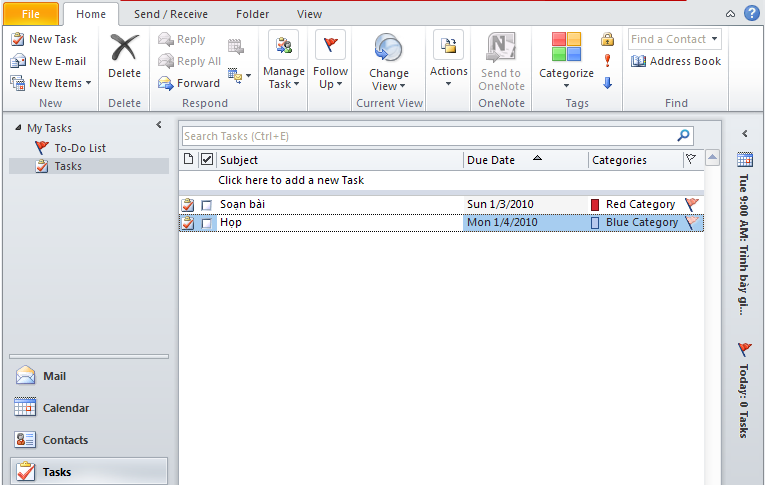 File Home Send / Receive Folder View
New Task
New E-mail
New Items
New
Delete
Delete
Reply
Reply All
Forward
Respond
Manage
Task
Follow
Up
Change
View
Current View
Actions
Send to
OneNote
OneNote
Categorize
Tags
Find a Contact
Address Book
Find
My Tasks
To-Do List
Tasks
Search Tasks (Ctrl+E)
Subject Due Date Categories
Click here to add a new Task
Soạn bài Sun 1/3/2010 Red Category
Họp Mon 1/4/2010 Blue Category
Mail
Calendar
Contacts
Tasks
Tue 9:00 AM: Trình bày gi...
Today: 0 Tasks